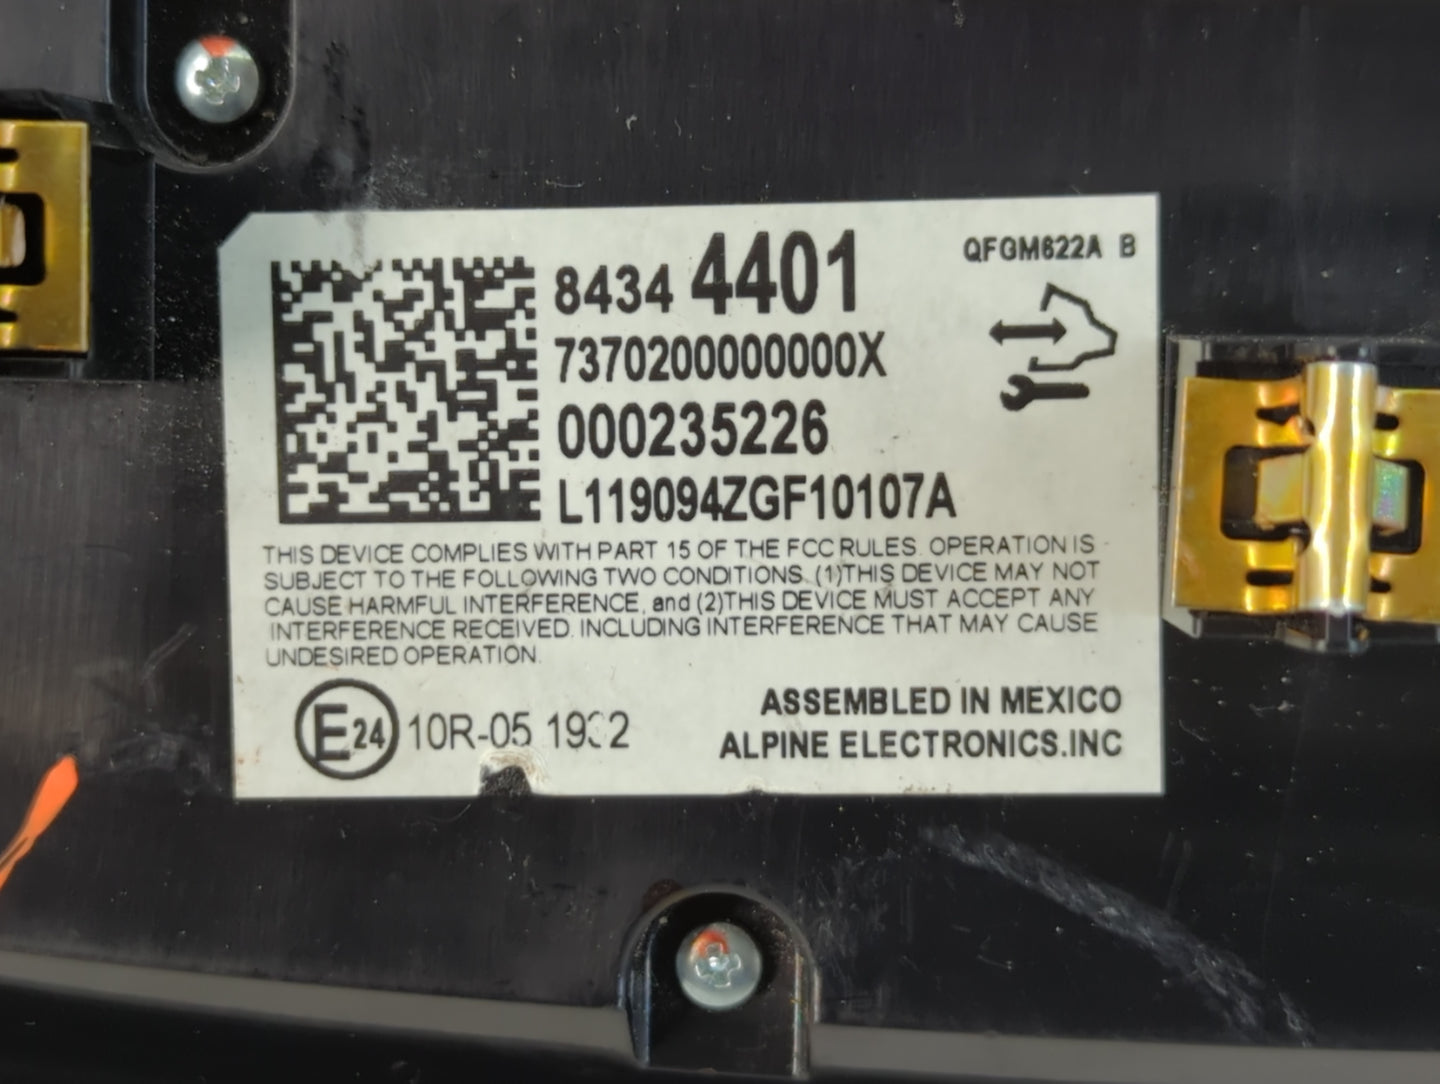 QFGM622A B
8434 4401
7370200000000X
000235226
L119094ZGF10107A
THIS DEVICE COMPLIES WITH PART 15 OF THE FCC RULES. OPERATION IS
SUBJECT TO THE FOLLOWING TWO CONDITIONS. (1)THIS DEVICE MAY NOT
CAUSE HARMFUL INTERFERENCE, and (2)THIS DEVICE MUST ACCEPT ANY
INTERFERENCE RECEIVED. INCLUDING INTERFERENCE THAT MAY CAUSE
UNDESIRED OPERATION.
E24 10R-05
ASSEMBLED IN MEXICO
ALPINE ELECTRONICS.INC